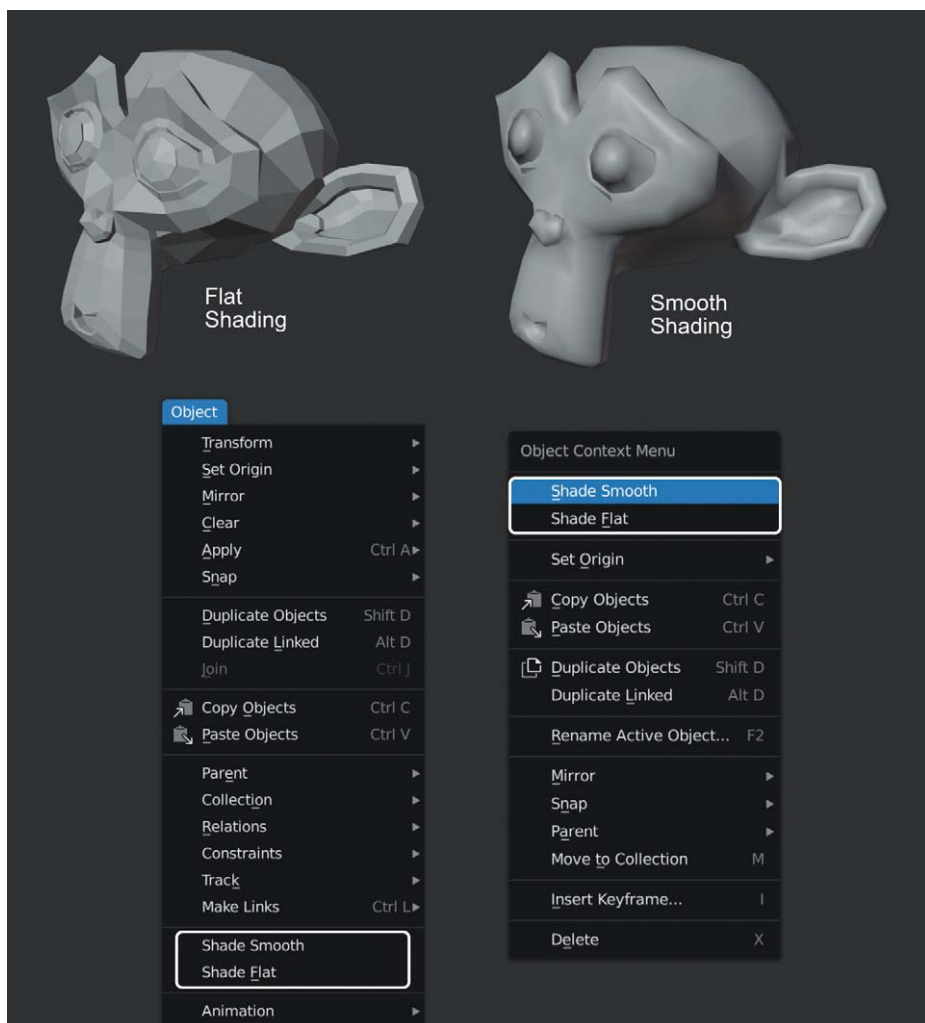 Flat
Shading
Smooth
Shading
Object
Transform
Set Origin
Mirror
Clear
Apply Ctrl A
Snap
Duplicate Objects Shift D
Duplicate Linked Alt D
Join Ctrl J
Copy Objects Ctrl C
Paste Objects Ctrl V
Parent
Collection
Relations
Constraints
Track
Make Links Ctrl L
Shade Smooth
Shade Flat
Animation
Object Context Menu
Shade Smooth
Shade Flat
Set Origin
Copy Objects Ctrl C
Paste Objects Ctrl V
Duplicate Objects Shift D
Duplicate Linked Alt D
Rename Active Object... F2
Mirror
Snap
Parent
Move to Collection M
Insert Keyframe... I
Delete X